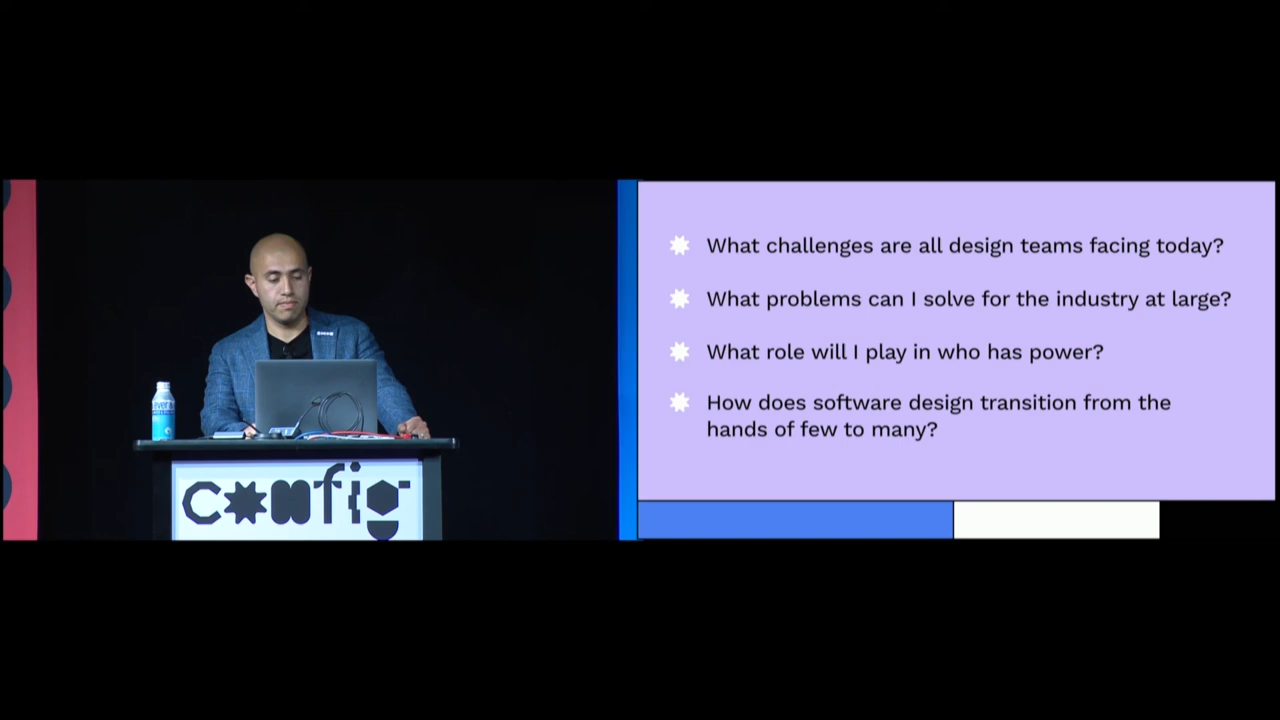 What challenges are all design teams facing today?
What problems can I solve for the industry at large?
What role will I play in who has power?
How does software design transition from the
hands of few to many?
config